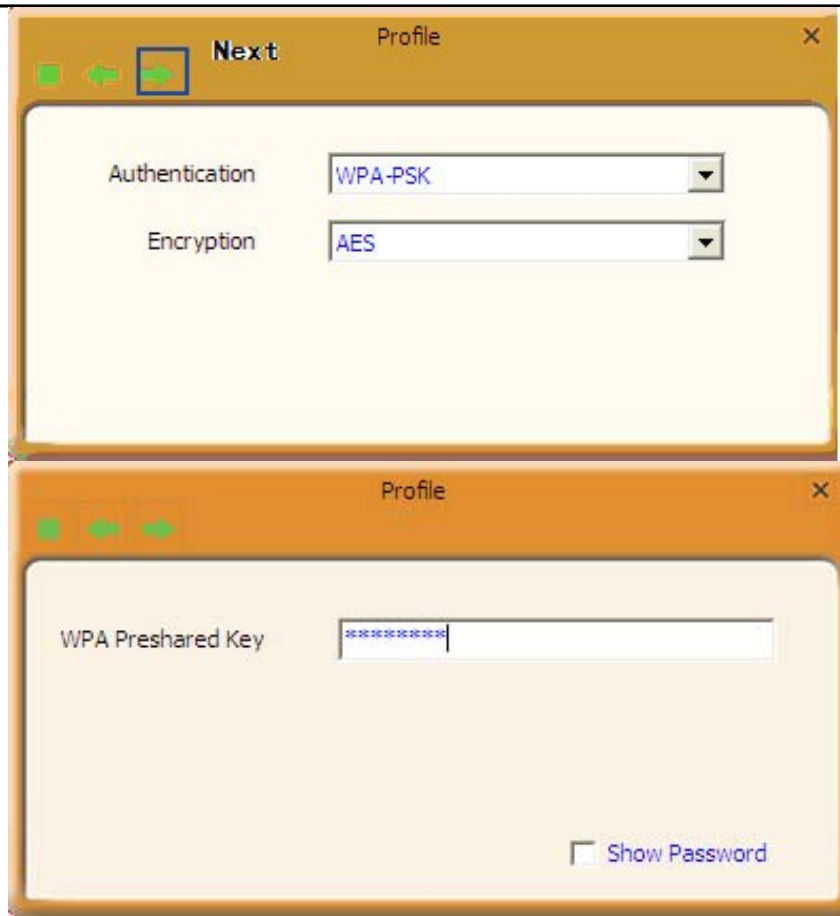 Profile
Next
Authentication WPA-PSK
Encryption AES
Profile
WPA Preshared Key ********
Show Password